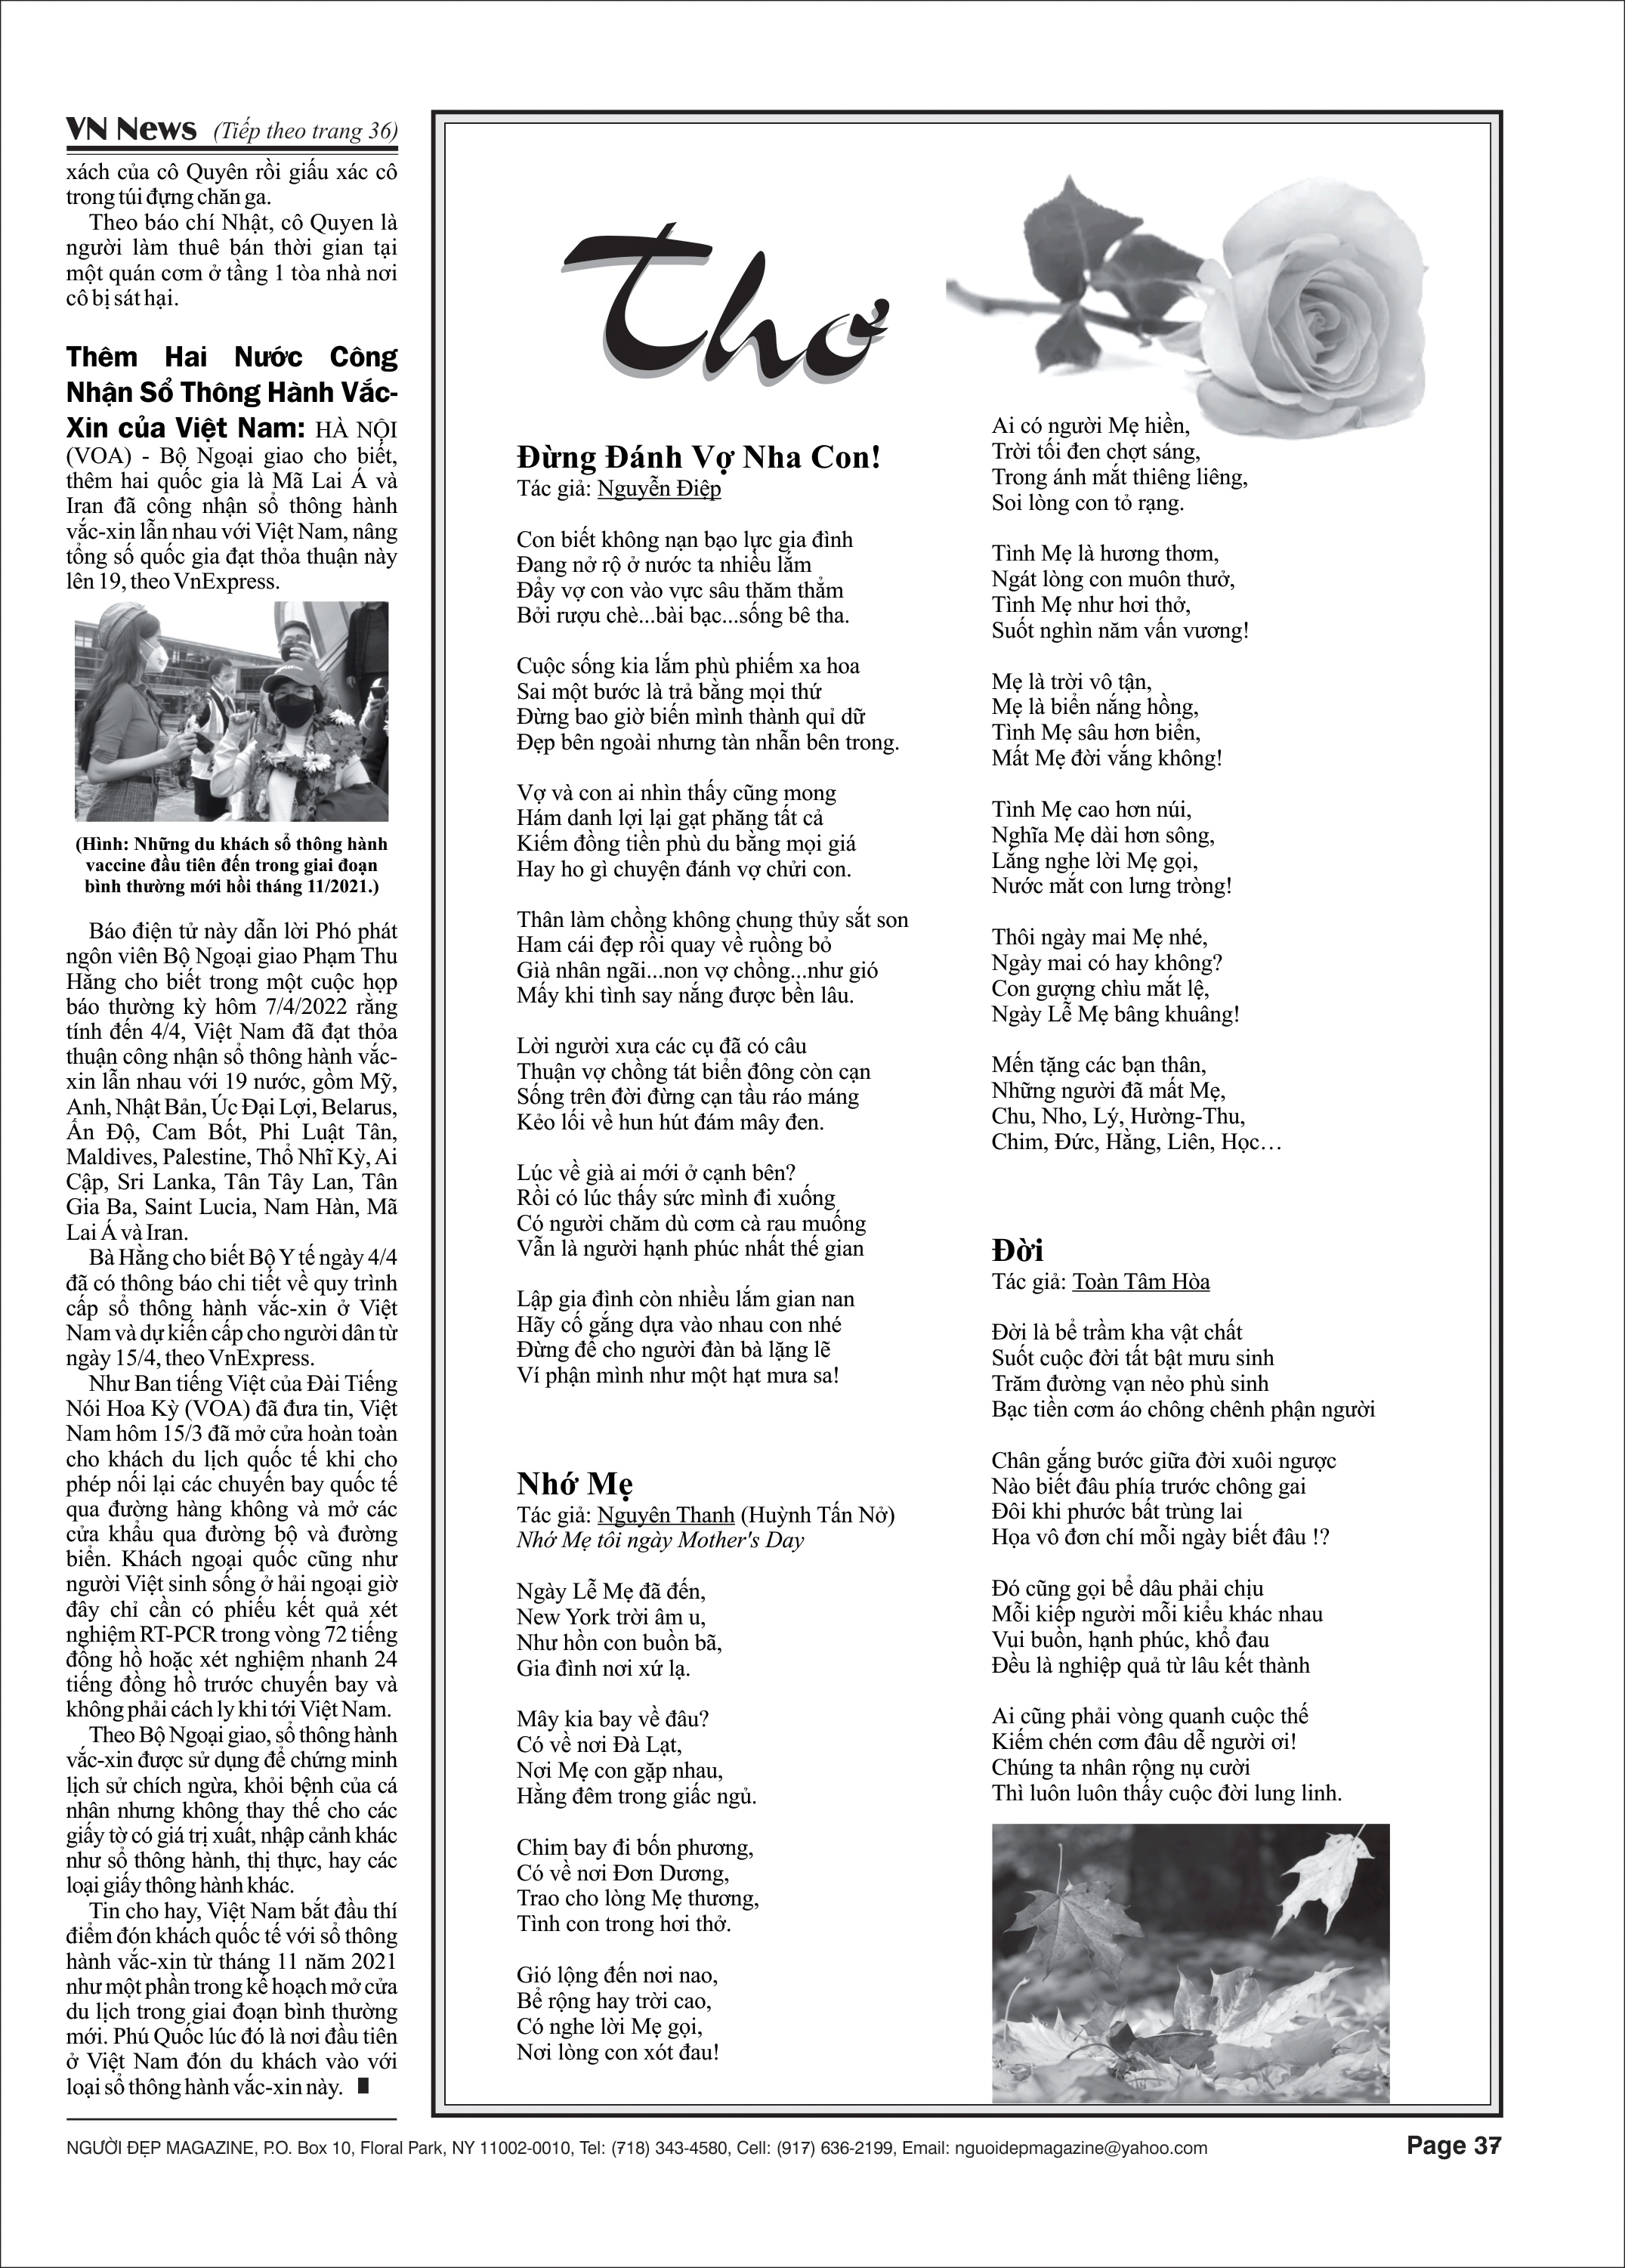 VN News (Tiếp theo trang 36)
xách của cô Quyên rồi giấu xác cô
trong túi đựng chăn ga.
Theo báo chí Nhật, cô Quyen là
người làm thuê bán thời gian tại
một quán cơm ở tầng 1 tòa nhà nơi
cô bị sát hại.
Thêm Hai Nước Công
Nhận Sổ Thông Hành Vắc-
Xin của Việt Nam: HÀ NỘI
(VOA) - Bộ Ngoại giao cho biết,
thêm hai quốc gia là Mã Lai Á và
Iran đã công nhận sổ thông hành
vắc-xin lẫn nhau với Việt Nam, nâng
tổng số quốc gia đạt thỏa thuận này
lên 19, theo VnExpress.
(Hình: Những du khách sổ thông hành
vaccine đầu tiên đến trong giai đoạn
bình thường mới hồi tháng 11/2021.)
Báo điện tử này dẫn lời Phó phát
ngôn viên Bộ Ngoại giao Phạm Thu
Hằng cho biết trong một cuộc họp
báo thường kỳ hôm 7/4/2022 rằng
tính đến 4/4, Việt Nam đã đạt thỏa
thuận công nhận sổ thông hành vắc-
xin lẫn nhau với 19 nước, gồm Mỹ,
Anh, Nhật Bản, Úc Đại Lợi, Belarus,
Ấn Độ, Cam Bốt, Phi Luật Tân,
Maldives, Palestine, Thổ Nhĩ Kỳ, Ai
Cập, Sri Lanka, Tân Tây Lan, Tân
Gia Ba, Saint Lucia, Nam Hàn, Mã
Lai Á và Iran.
Bà Hằng cho biết Bộ Y tế ngày 4/4
đã có thông báo chi tiết về quy trình
cấp sổ thông hành vắc-xin ở Việt
Nam và dự kiến cấp cho người dân từ
ngày 15/4, theo VnExpress.
Như Ban tiếng Việt của Đài Tiếng
Nói Hoa Kỳ (VOA) đã đưa tin, Việt
Nam hôm 15/3 đã mở cửa hoàn toàn
cho khách du lịch quốc tế khi cho
phép nối lại các chuyến bay quốc tế
qua đường hàng không và mở các
cửa khẩu qua đường bộ và đường
biển. Khách ngoại quốc cũng như
người Việt sinh sống ở hải ngoại giờ
đây chỉ cần có phiếu kết quả xét
nghiệm RT-PCR trong vòng 72 tiếng
đồng hồ hoặc xét nghiệm nhanh 24
tiếng đồng hồ trước chuyến bay và
không phải cách ly khi tới Việt Nam.
Theo Bộ Ngoại giao, sổ thông hành
vắc-xin được sử dụng để chứng minh
lịch sử chích ngừa, khỏi bệnh của cá
nhân nhưng không thay thế cho các
giấy tờ có giá trị xuất, nhập cảnh khác
như sổ thông hành, thị thực, hay các
loại giấy thông hành khác.
Tin cho hay, Việt Nam bắt đầu thí
điểm đón khách quốc tế với sổ thông
hành vắc-xin từ tháng 11 năm 2021
như một phần trong kế hoạch mở cửa
du lịch trong giai đoạn bình thường
mới. Phú Quốc lúc đó là nơi đầu tiên
ở Việt Nam đón du khách vào với
loại sổ thông hành vắc-xin này.
Thơ
Đừng Đánh Vợ Nha Con!
Tác giả: Nguyễn Điệp
Con biết không nạn bạo lực gia đình
Đang nở rộ ở nước ta nhiều lắm
Đẩy vợ con vào vực sâu thăm thẳm
Bởi rượu chè...bài bạc...sống bê tha.
Cuộc sống kia lắm phù phiếm xa hoa
Sai một bước là trả bằng mọi thứ
Đừng bao giờ biến mình thành quỉ dữ
Đẹp bên ngoài nhưng tàn nhẫn bên trong.
Vợ và con ai nhìn thấy cũng mong
Hám danh lợi lại gạt phăng tất cả
Kiếm đồng tiền phù du bằng mọi giá
Hay ho gì chuyện đánh vợ chửi con.
Thân làm chồng không chung thủy sắt son
Ham cái đẹp rồi quay về ruồng bỏ
Già nhân ngãi...non vợ chồng...như gió
Mấy khi tình say nắng được bền lâu.
Lời người xưa các cụ đã có câu
Thuận vợ chồng tát biển đông còn cạn
Sống trên đời đừng cạn tầu ráo máng
Kẻo lối về hun hút đám mây đen.
Lúc về già ai mới ở cạnh bên?
Rồi có lúc thấy sức mình đi xuống
Có người chăm dù cơm cà rau muống
Vẫn là người hạnh phúc nhất thế gian
Lập gia đình còn nhiều lắm gian nan
Hãy cố gắng dựa vào nhau con nhé
Đừng để cho người đàn bà lặng lẽ
Ví phận mình như một hạt mưa sa!
Nhớ Mẹ
Tác giả: Nguyên Thanh (Huỳnh Tấn Nở)
Nhớ Mẹ tôi ngày Mother's Day
Ngày Lễ Mẹ đã đến,
New York trời âm u,
Như hồn con buồn bã,
Gia đình nơi xứ lạ.
Mây kia bay về đâu?
Có về nơi Đà Lạt,
Nơi Mẹ con gặp nhau,
Hằng đêm trong giấc ngủ.
Chim bay đi bốn phương,
Có về nơi Đơn Dương,
Trao cho lòng Mẹ thương,
Tình con trong hơi thở.
Gió lộng đến nơi nao,
Bể rộng hay trời cao,
Có nghe lời Mẹ gọi,
Nơi lòng con xót đau!
Ai có người Mẹ hiền,
Trời tối đen chợt sáng,
Trong ánh mắt thiêng liêng,
Soi lòng con tỏ rạng.
Tình Mẹ là hương thơm,
Ngát lòng con muôn thưở,
Tình Mẹ như hơi thở,
Suốt nghìn năm vấn vương!
Mẹ là trời vô tận,
Mẹ là biển nắng hồng,
Tình Mẹ sâu hơn biển,
Mất Mẹ đời vắng không!
Tình Mẹ cao hơn núi,
Nghĩa Mẹ dài hơn sông,
Lắng nghe lời Mẹ gọi,
Nước mắt con lưng tròng!
Thôi ngày mai Mẹ nhé,
Ngày mai có hay không?
Con gượng chìu mắt lệ,
Ngày Lễ Mẹ bâng khuâng!
Mến tặng các bạn thân,
Những người đã mất Mẹ,
Chu, Nho, Lý, Hường-Thu,
Chim, Đức, Hằng, Liên, Học…
Đời
Tác giả: Toàn Tâm Hòa
Đời là bể trầm kha vật chất
Suốt cuộc đời tất bật mưu sinh
Trăm đường vạn nẻo phù sinh
Bạc tiền cơm áo chông chênh phận người
Chân gắng bước giữa đời xuôi ngược
Nào biết đâu phía trước chông gai
Đôi khi phước bất trùng lai
Họa vô đơn chí mỗi ngày biết đâu !?
Đó cũng gọi bể dâu phải chịu
Mỗi kiếp người mỗi kiểu khác nhau
Vui buồn, hạnh phúc, khổ đau
Đều là nghiệp quả từ lâu kết thành
Ai cũng phải vòng quanh cuộc thế
Kiếm chén cơm đâu dễ người ơi!
Chúng ta nhân rộng nụ cười
Thì luôn luôn thấy cuộc đời lung linh.
NGƯỜI ĐẸP MAGAZINE, P.O. Box 10, Floral Park, NY 11002-0010, Tel: (718) 343-4580, Cell: (917) 636-2199, Email: nguoidepmagazine@yahoo.com
Page 37